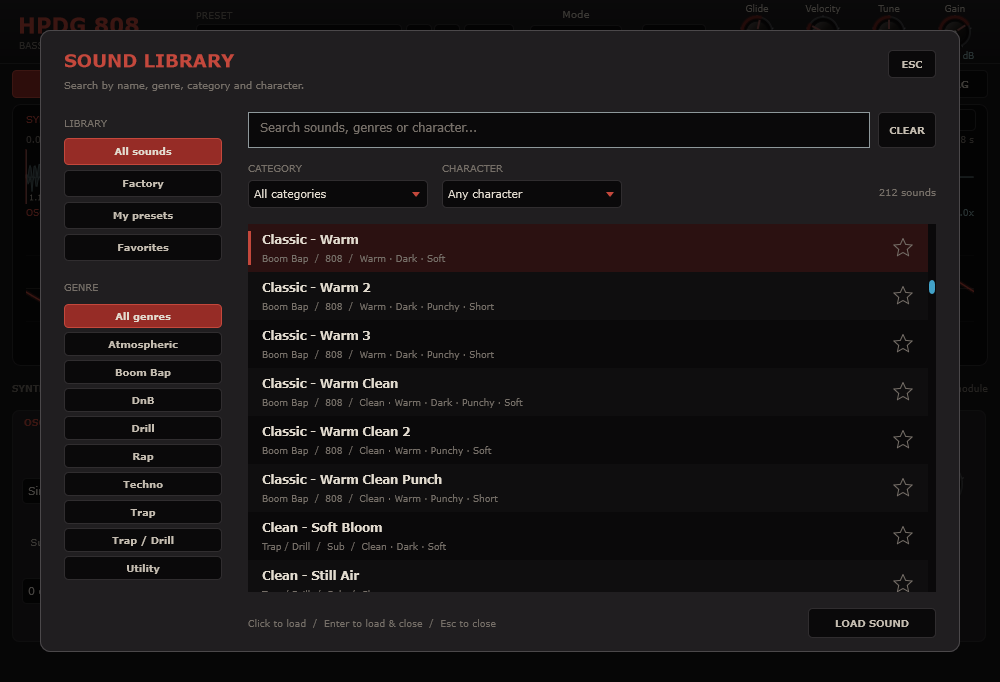 HPDG 808
PRESET
Mode
Glide
Velocity
Tune
Gain
BASS
dB
SOUND LIBRARY
Search by name, genre, category and character.
ESC
LIBRARY
All sounds
Factory
My presets
Favorites
GENRE
All genres
Atmospheric
Boom Bap
DnB
Drill
Rap
Techno
Trap
Trap / Drill
Utility
Search sounds, genres or character...
CLEAR
CATEGORY
CHARACTER
All categories
Any character
212 sounds
Classic - Warm
Boom Bap / 808 / Warm · Dark · Soft
Classic - Warm 2
Boom Bap / 808 / Warm · Dark · Punchy · Short
Classic - Warm 3
Boom Bap / 808 / Warm · Dark · Punchy · Short
Classic - Warm Clean
Boom Bap / 808 / Clean · Warm · Dark · Punchy · Soft
Classic - Warm Clean 2
Boom Bap / 808 / Clean · Warm · Punchy · Soft
Classic - Warm Clean Punch
Boom Bap / 808 / Clean · Warm · Punchy · Short
Clean - Soft Bloom
Trap / Drill / Sub / Clean · Dark · Soft
Clean - Still Air
Click to load / Enter to load & close / Esc to close
LOAD SOUND